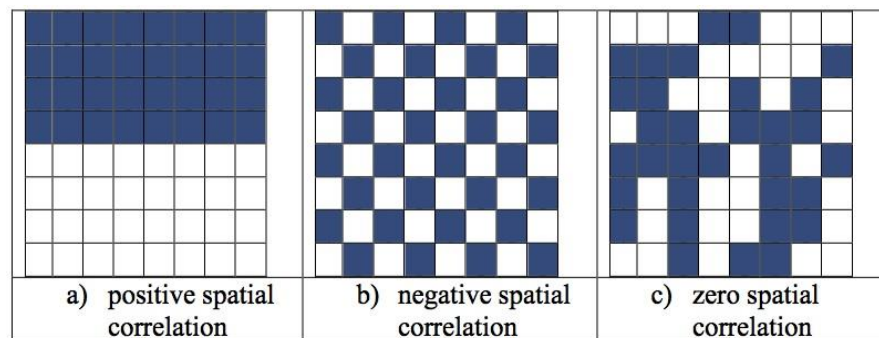 a) positive spatial
correlation
b) negative spatial
correlation
c) zero spatial
correlation